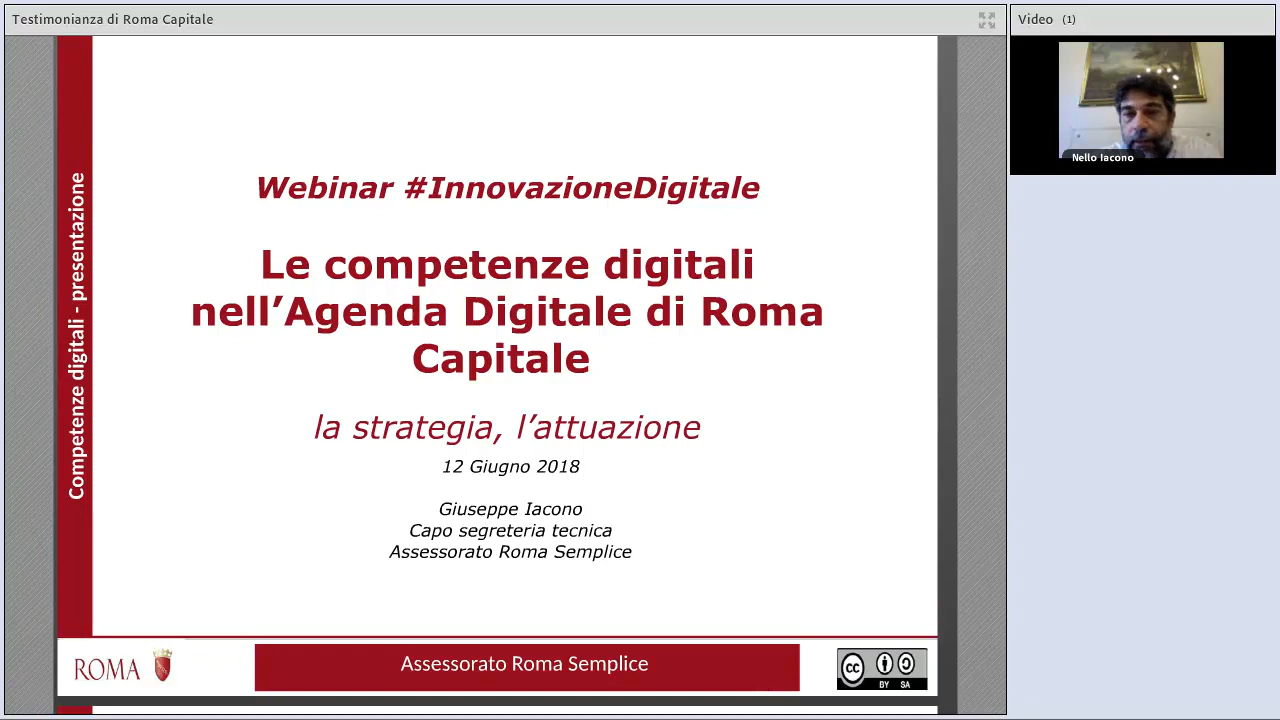 Testimonianza di Roma Capitale
Video (1)
Nello Iacono
Competenze digitali - presentazione
Webinar #InnovazioneDigitale
Le competenze digitali
nell’Agenda Digitale di Roma
Capitale
la strategia, l’attuazione
12 Giugno 2018
Giuseppe Iacono
Capo segreteria tecnica
Assessorato Roma Semplice
ROMA
Assessorato Roma Semplice
cc
BY SA